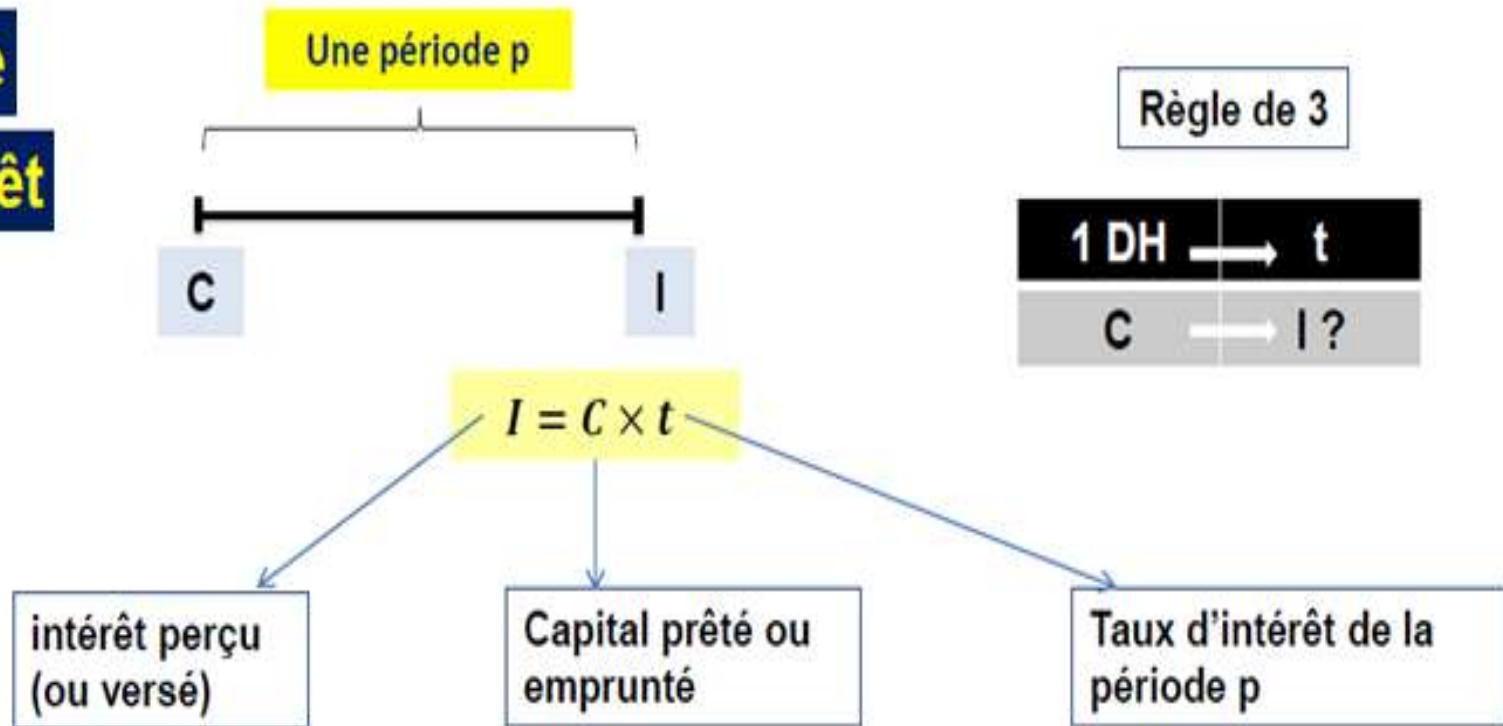 Une période p
Règle de 3
C
I
1 DH → t
C → I ?
I = C × t
intérêt perçu
(ou versé)
Capital prêté ou
emprunté
Taux d'intérêt de la
période p